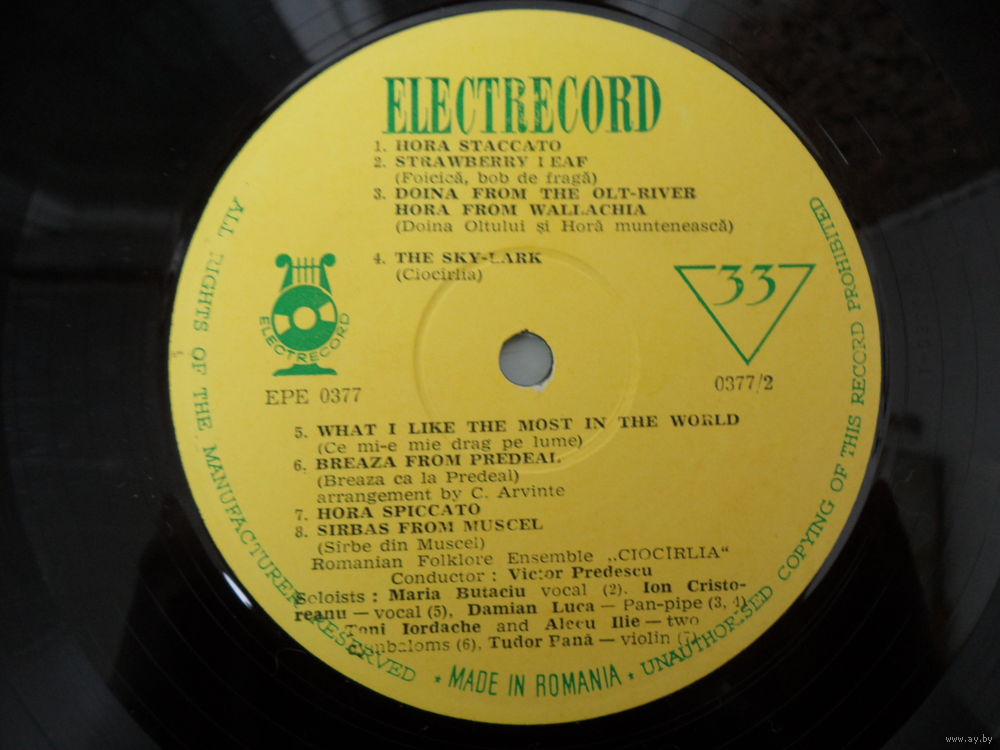 ELECTRECORD
1. HORA STACCATO
2. STRAWBERRY LEAF
(Foicică, bob de fragă)
3. DOINA FROM THE OLT-RIVER
HORA FROM WALLACHIA
(Doina Oltului și Horă muntenească)
4. THE SKY-LARK
(Ciocîrlia)
33
ELECTRECORD
EPE 0377
0377/2
5. WHAT I LIKE THE MOST IN THE WORLD
(Ce mi-e mie drag pe lume)
6. BREAZA FROM PREDEAL
(Breaza ca la Predeal)
arrangement by C. Arvinte
7. HORA SPICCATO
8. SIRBAS FROM MUSCEL
(Sîrbe din Muscel)
Romanian Folklore Ensemble „CIOCÎRLIA"
Conductor : Victor Predescu
Soloists : Maria Butaciu vocal (2), Ion Cristo-
reanu — vocal (5), Damian Luca — Pan-pipe (3, 4)
Toni Iordache and Alecu Ilie — two
cymbaloms (6), Tudor Pană — violin (7)
ALL RIGHTS OF THE MANUFACTURER RESERVED * MADE IN ROMANIA * UNAUTHORISED COPYING OF THIS RECORD PROHIBITED
www.ay.by